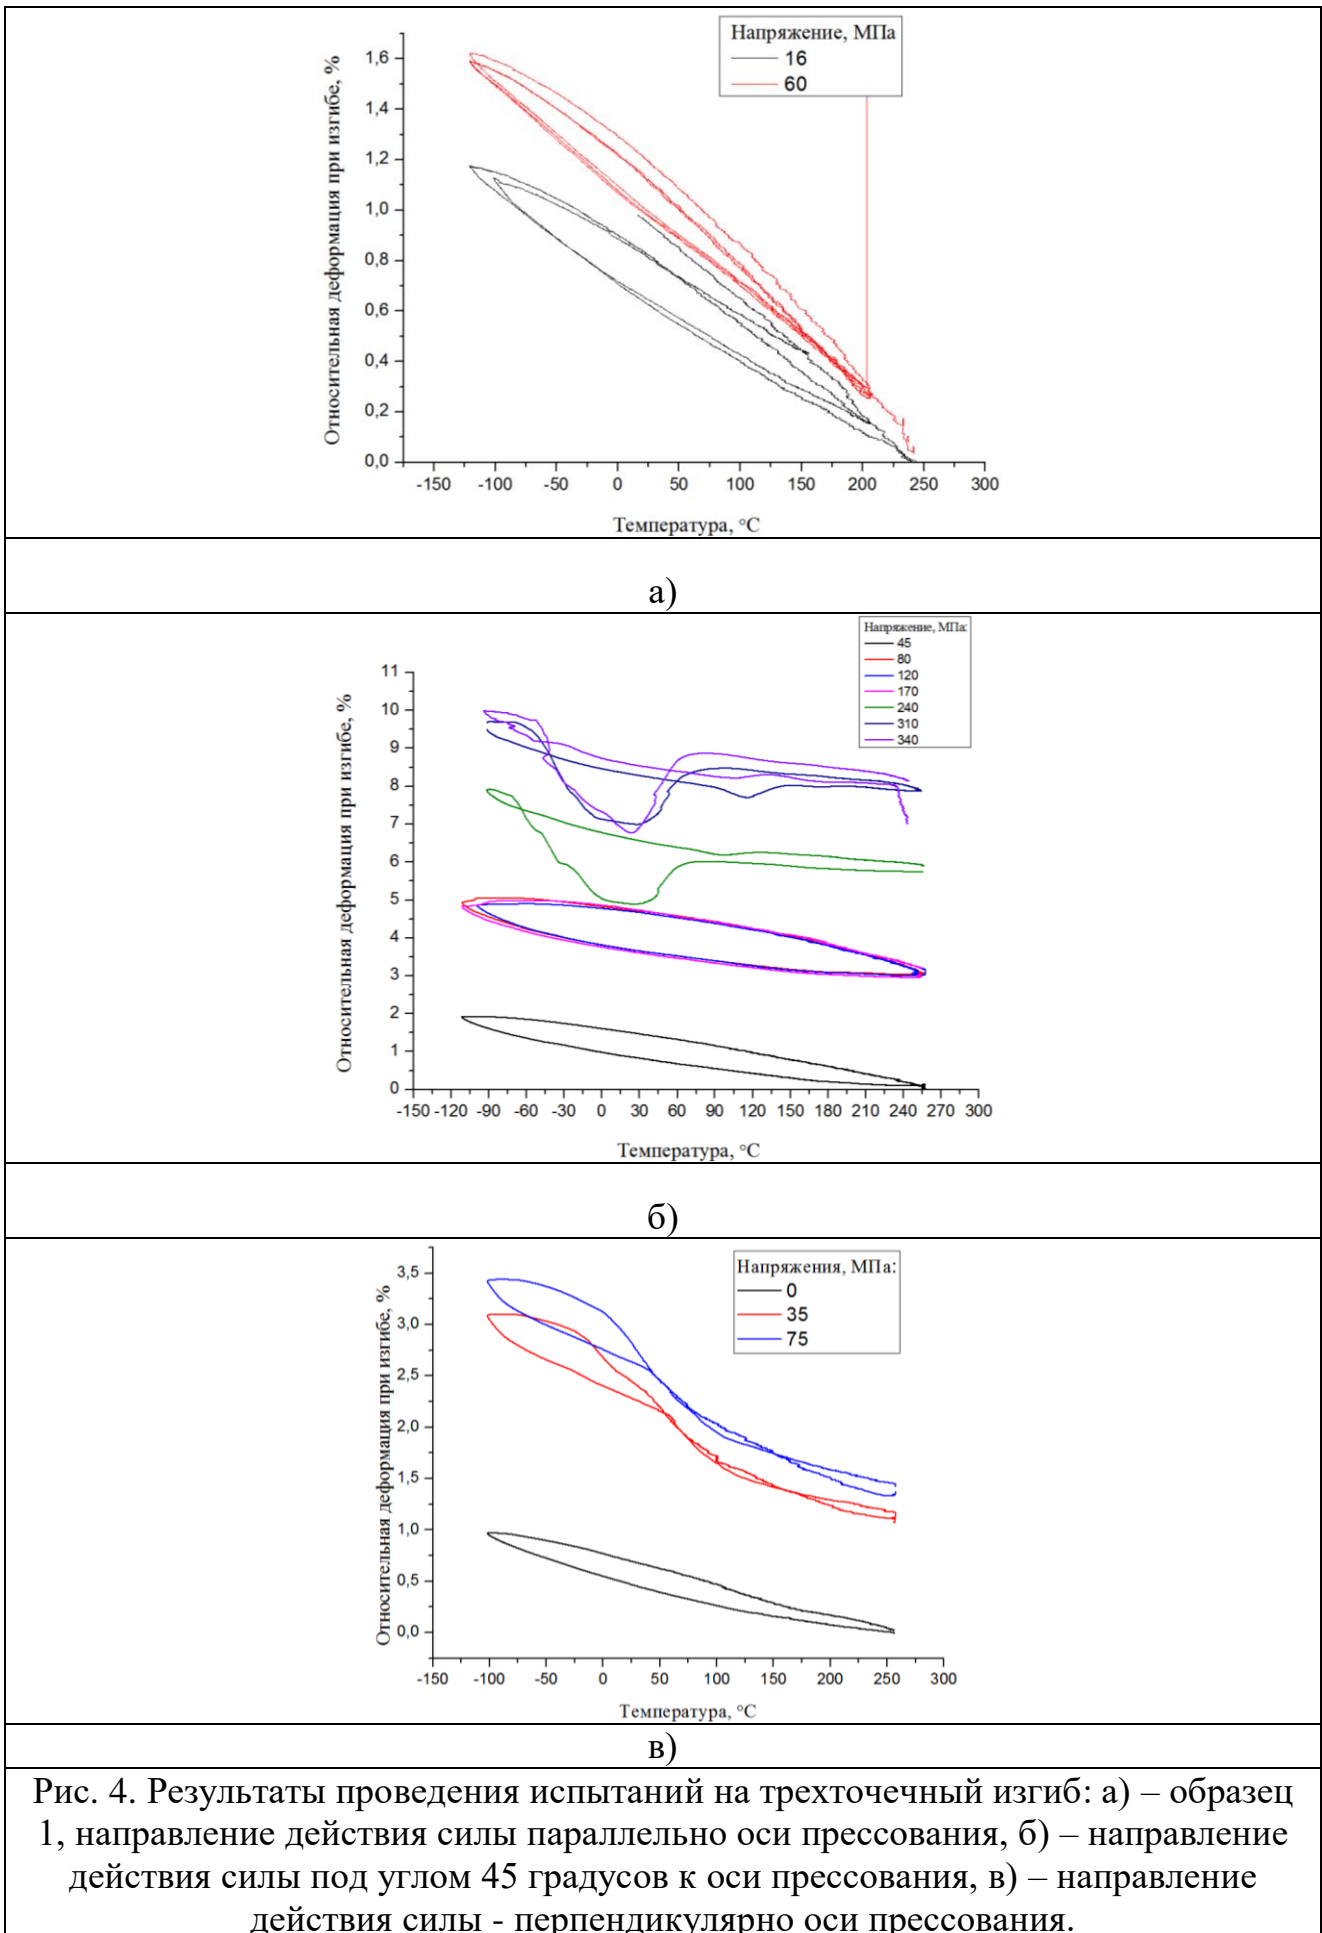 Напряжение, МПа
16
60
Относительная деформация при изгибе, %
1,6
1,4
1,2
1,0
0,8
0,6
0,4
0,2
0,0
-150 -100 -50 0 50 100 150 200 250 300
Температура, °С
а)
Напряжение, МПа:
45
80
120
170
240
310
340
Относительная деформация при изгибе, %
11
10
9
8
7
6
5
4
3
2
1
0
-150 -120 -90 -60 -30 0 30 60 90 120 150 180 210 240 270 300
Температура, °С
б)
Напряжения, МПа:
0
35
75
Относительная деформация при изгибе, %
3,5
3,0
2,5
2,0
1,5
1,0
0,5
0,0
-150 -100 -50 0 50 100 150 200 250 300
Температура, °С
в)
Рис. 4. Результаты проведения испытаний на трехточечный изгиб: а) – образец
1, направление действия силы параллельно оси прессования, б) – направление
действия силы под углом 45 градусов к оси прессования, в) – направление
действия силы - перпендикулярно оси прессования.